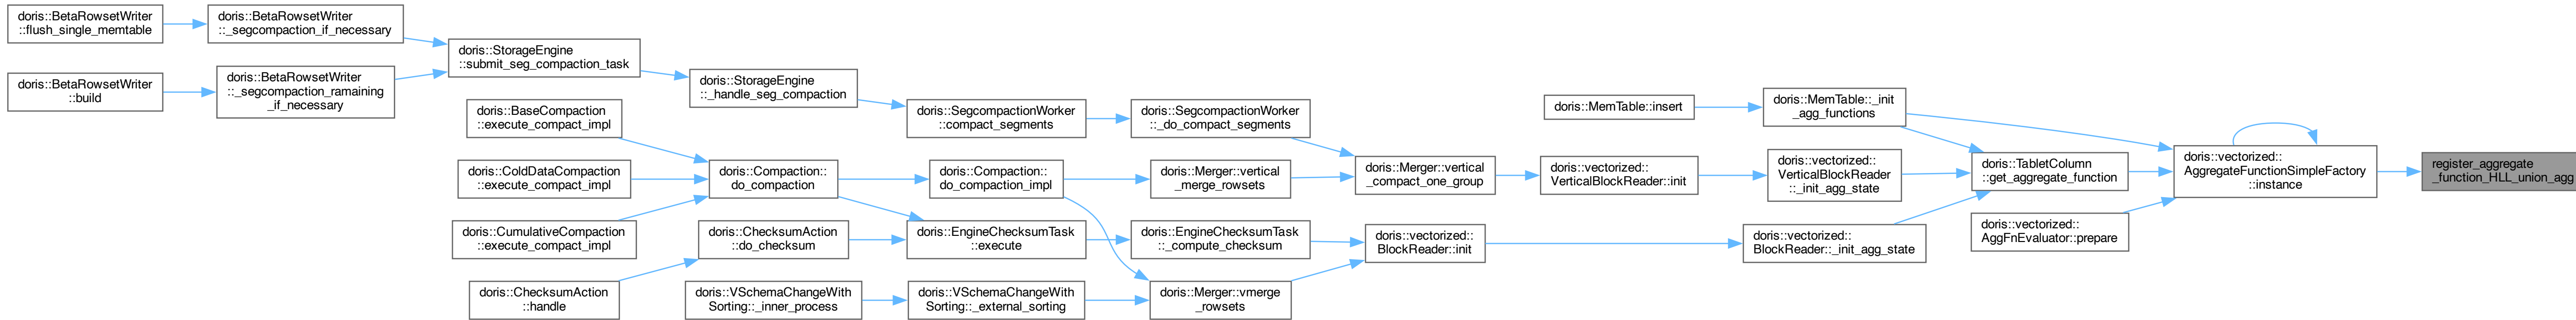 doris::BetaRowsetWriter
::flush_single_memtable
doris::BetaRowsetWriter
::_segcompaction_if_necessary
doris::BetaRowsetWriter
::build
doris::BetaRowsetWriter
::_segcompaction_ramaining
_if_necessary
doris::StorageEngine
::submit_seg_compaction_task
doris::StorageEngine
::_handle_seg_compaction
doris::BaseCompaction
::execute_compact_impl
doris::ColdDataCompaction
::execute_compact_impl
doris::CumulativeCompaction
::execute_compact_impl
doris::ChecksumAction
::handle
doris::Compaction::
do_compaction
doris::ChecksumAction
::do_checksum
doris::VSchemaChangeWith
Sorting::_inner_process
doris::SegcompactionWorker
::compact_segments
doris::Compaction::
do_compaction_impl
doris::EngineChecksumTask
::execute
doris::VSchemaChangeWith
Sorting::_external_sorting
doris::SegcompactionWorker
::_do_compact_segments
doris::Merger::vertical
_merge_rowsets
doris::EngineChecksumTask
::_compute_checksum
doris::Merger::vmerge
_rowsets
doris::Merger::vertical
_compact_one_group
doris::vectorized::
BlockReader::init
doris::MemTable::insert
doris::vectorized::
VerticalBlockReader::init
doris::MemTable::_init
_agg_functions
doris::vectorized::
VerticalBlockReader
::_init_agg_state
doris::vectorized::
BlockReader::_init_agg_state
doris::TabletColumn
::get_aggregate_function
doris::vectorized::
AggFnEvaluator::prepare
doris::vectorized::
AggregateFunctionSimpleFactory
::instance
register_aggregate
_function_HLL_union_agg